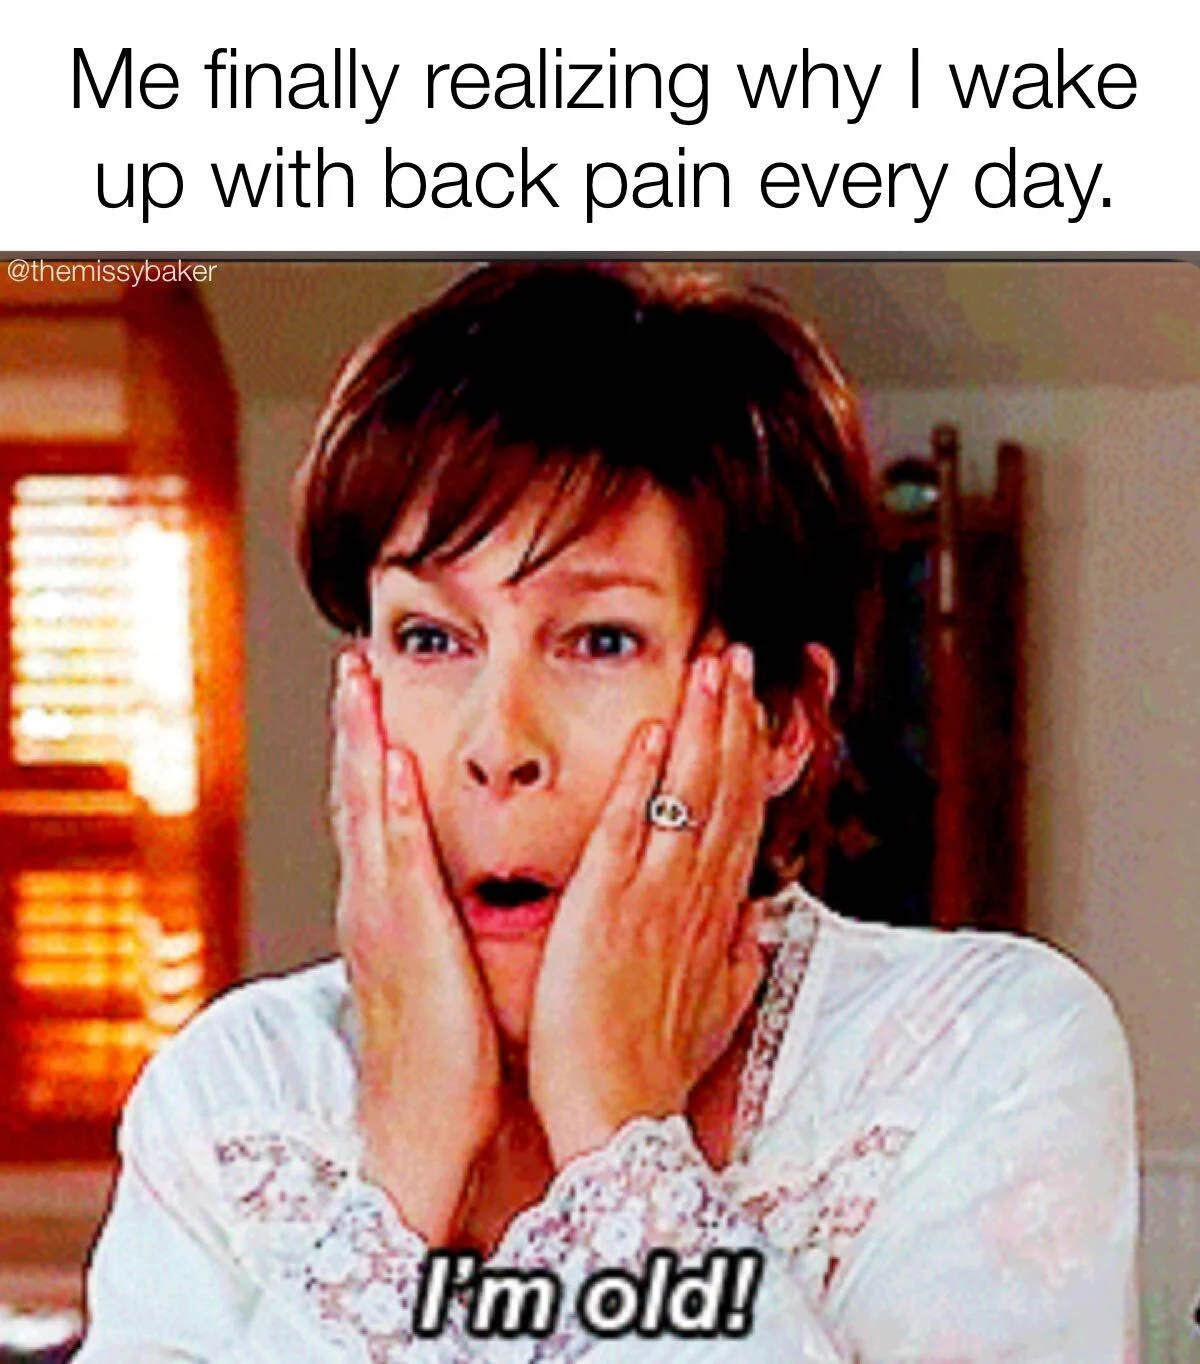 Me finally realizing why I wake
up with back pain every day.
@themissybaker
I'm old!